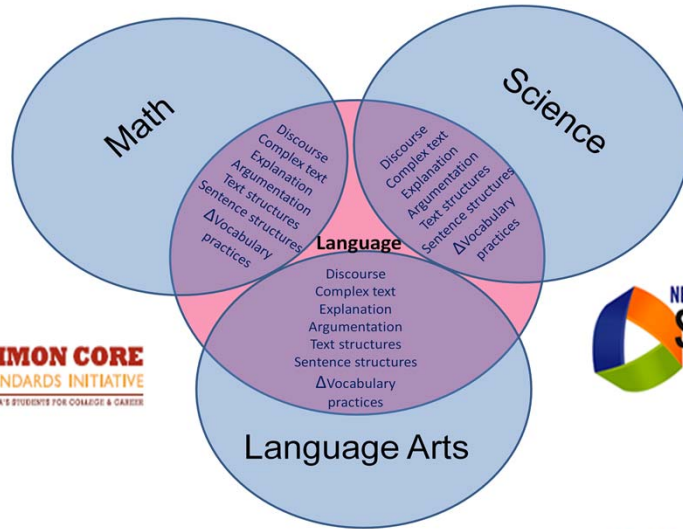 Math
Science
Discourse
Complex text
Explanation
Argumentation
Text structures
Sentence structures
ΔVocabulary
practices
Discourse
Complex text
Explanation
Argumentation
Text structures
Sentence structures
ΔVocabulary
practices
Language
Discourse
Complex text
Explanation
Argumentation
Text structures
Sentence structures
ΔVocabulary
practices
Language Arts
MMON CORE
NDARDS INITIATIVE
A'S STUDENTS FOR COLLEGE & CAREER